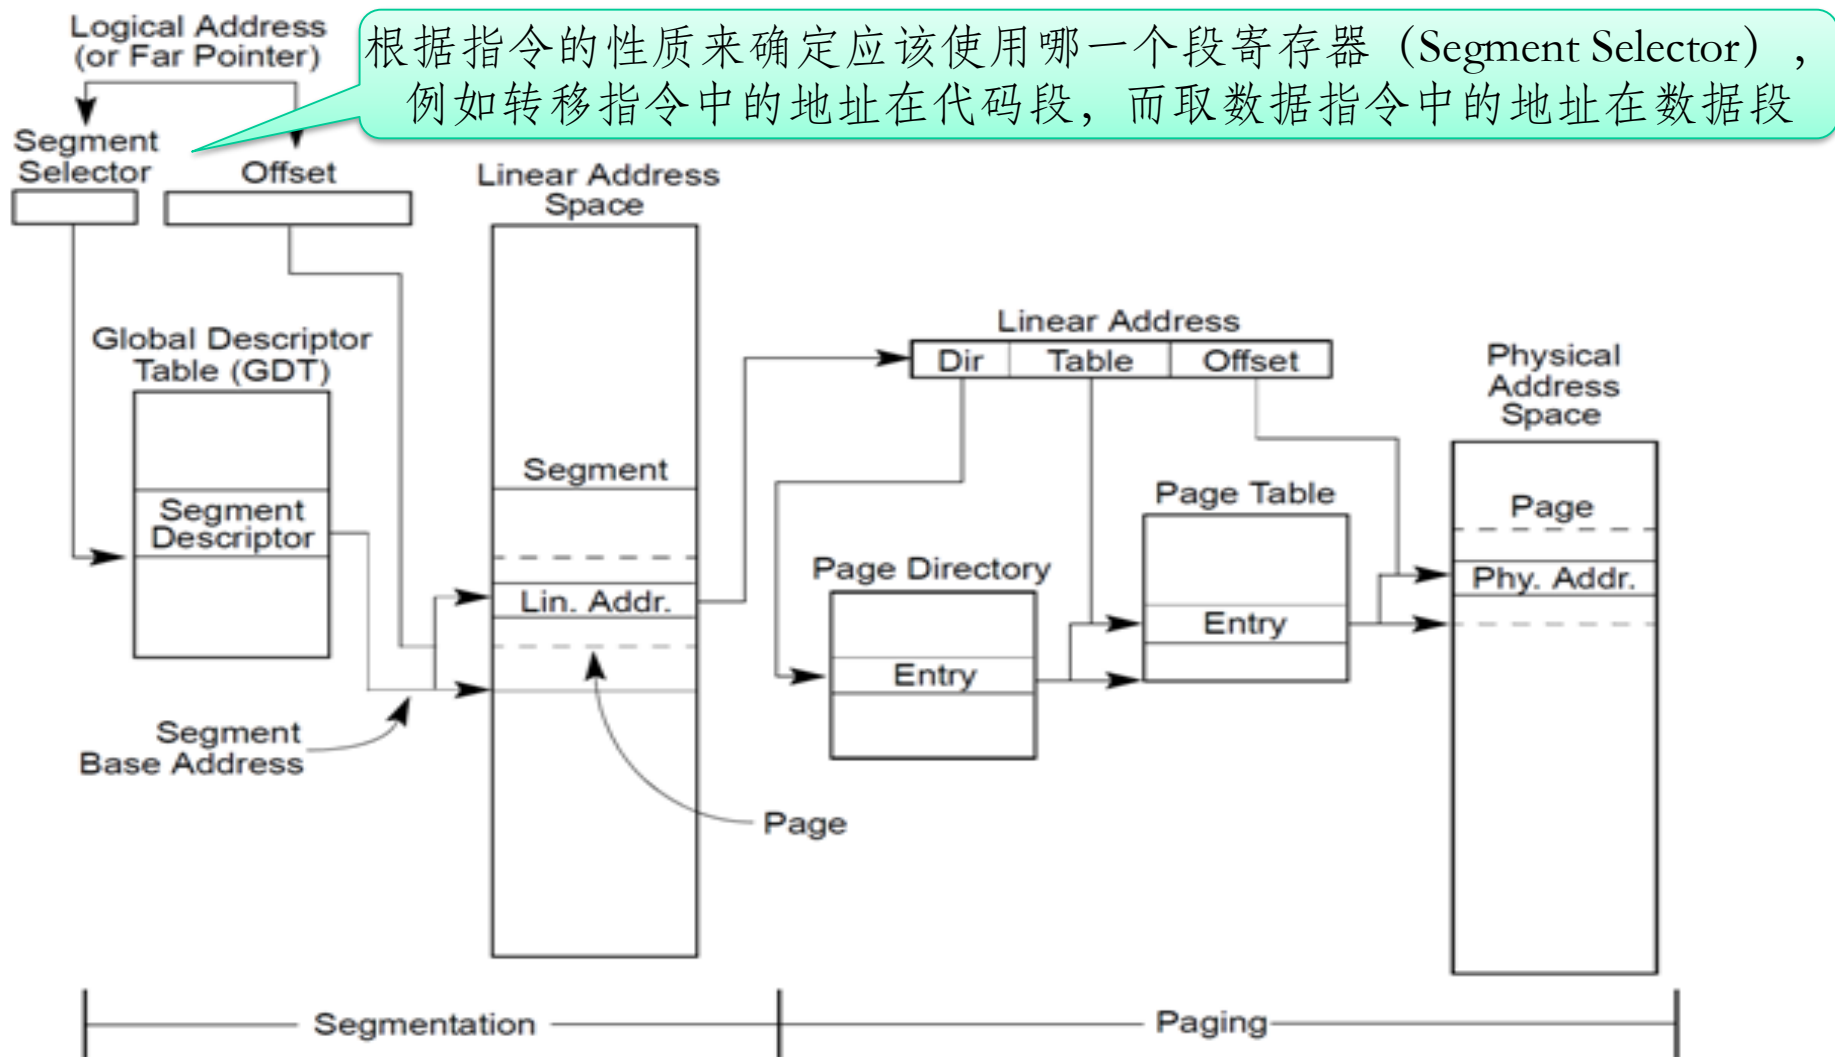 Logical Address
(or Far Pointer)
根据指令的性质来确定应该使用哪一个段寄存器（Segment Selector），
例如转移指令中的地址在代码段，而取数据指令中的地址在数据段
Segment
Selector
Offset
Linear Address
Space
Global Descriptor
Table (GDT)
Segment
Descriptor
Segment
Lin. Addr.
Segment
Base Address
Page
Linear Address
Dir
Table
Offset
Page Directory
Entry
Page Table
Entry
Physical
Address
Space
Page
Phy. Addr.
Segmentation
Paging